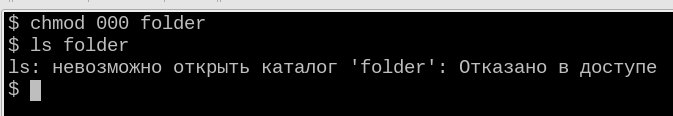 $ chmod 000 folder
$ ls folder
ls: невозможно открыть каталог 'folder': Отказано в доступе
$